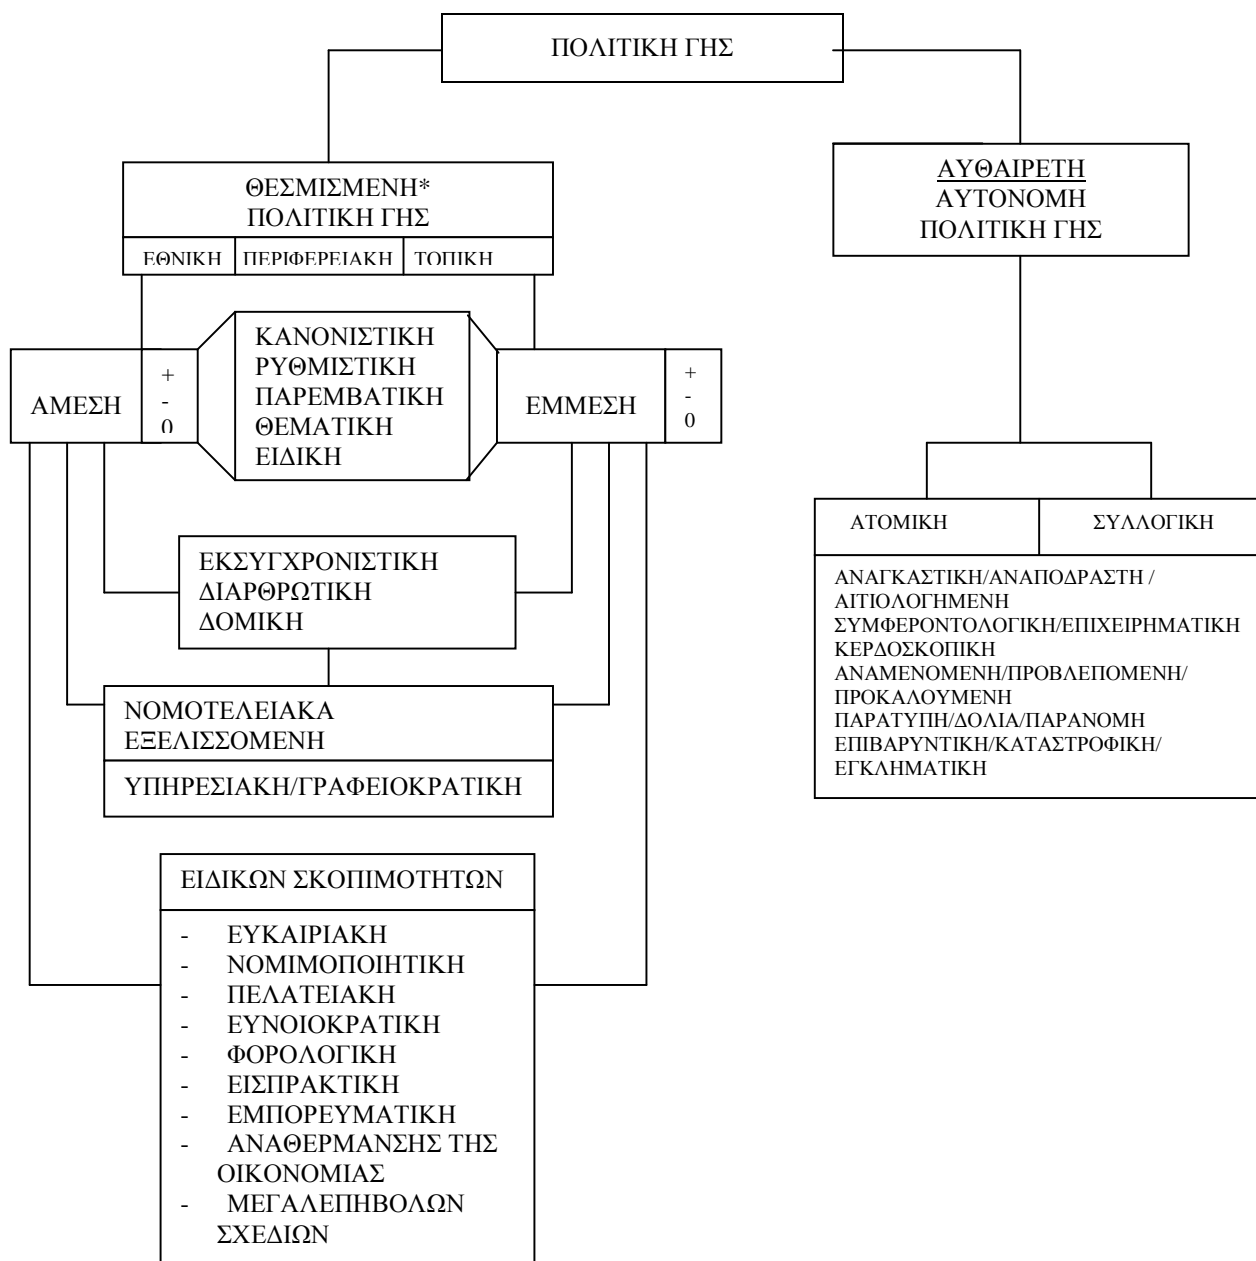 ΠΟΛΙΤΙΚΗ ΓΗΣ
ΘΕΣΜΙΣΜΕΝΗ*
ΠΟΛΙΤΙΚΗ ΓΗΣ
ΕΘΝΙΚΗ ΠΕΡΙΦΕΡΕΙΑΚΗ ΤΟΠΙΚΗ
ΑΥΘΑΙΡΕΤΗ
ΑΥΤΟΝΟΜΗ
ΠΟΛΙΤΙΚΗ ΓΗΣ
ΑΜΕΣΗ
+
-
0
ΚΑΝΟΝΙΣΤΙΚΗ
ΡΥΘΜΙΣΤΙΚΗ
ΠΑΡΕΜΒΑΤΙΚΗ
ΘΕΜΑΤΙΚΗ
ΕΙΔΙΚΗ
ΕΜΜΕΣΗ
+
-
0
ΕΚΣΥΓΧΡΟΝΙΣΤΙΚΗ
ΔΙΑΡΘΡΩΤΙΚΗ
ΔΟΜΙΚΗ
ΝΟΜΟΤΕΛΕΙΑΚΑ
ΕΞΕΛΙΣΣΟΜΕΝΗ
ΥΠΗΡΕΣΙΑΚΗ/ΓΡΑΦΕΙΟΚΡΑΤΙΚΗ
ΕΙΔΙΚΩΝ ΣΚΟΠΙΜΟΤΗΤΩΝ
- ΕΥΚΑΙΡΙΑΚΗ
- ΝΟΜΙΜΟΠΟΙΗΤΙΚΗ
- ΠΕΛΑΤΕΙΑΚΗ
- ΕΥΝΟΙΟΚΡΑΤΙΚΗ
- ΦΟΡΟΛΟΓΙΚΗ
- ΕΙΣΠΡΑΚΤΙΚΗ
- ΕΜΠΟΡΕΥΜΑΤΙΚΗ
- ΑΝΑΘΕΡΜΑΝΣΗΣ ΤΗΣ
ΟΙΚΟΝΟΜΙΑΣ
- ΜΕΓΑΛΕΠΗΒΟΛΩΝ
ΣΧΕΔΙΩΝ
ΑΤΟΜΙΚΗ ΣΥΛΛΟΓΙΚΗ
ΑΝΑΓΚΑΣΤΙΚΗ/ΑΝΑΠΟΔΡΑΣΤΗ /
ΑΙΤΙΟΛΟΓΗΜΕΝΗ
ΣΥΜΦΕΡΟΝΤΟΛΟΓΙΚΗ/ΕΠΙΧΕΙΡΗΜΑΤΙΚΗ
ΚΕΡΔΟΣΚΟΠΙΚΗ
ΑΝΑΜΕΝΟΜΕΝΗ/ΠΡΟΒΛΕΠΟΜΕΝΗ/
ΠΡΟΚΑΛΟΥΜΕΝΗ
ΠΑΡΑΤΥΠΗ/ΔΟΛΙΑ/ΠΑΡΑΝΟΜΗ
ΕΠΙΒΑΡΥΝΤΙΚΗ/ΚΑΤΑΣΤΡΟΦΙΚΗ/
ΕΓΚΛΗΜΑΤΙΚΗ